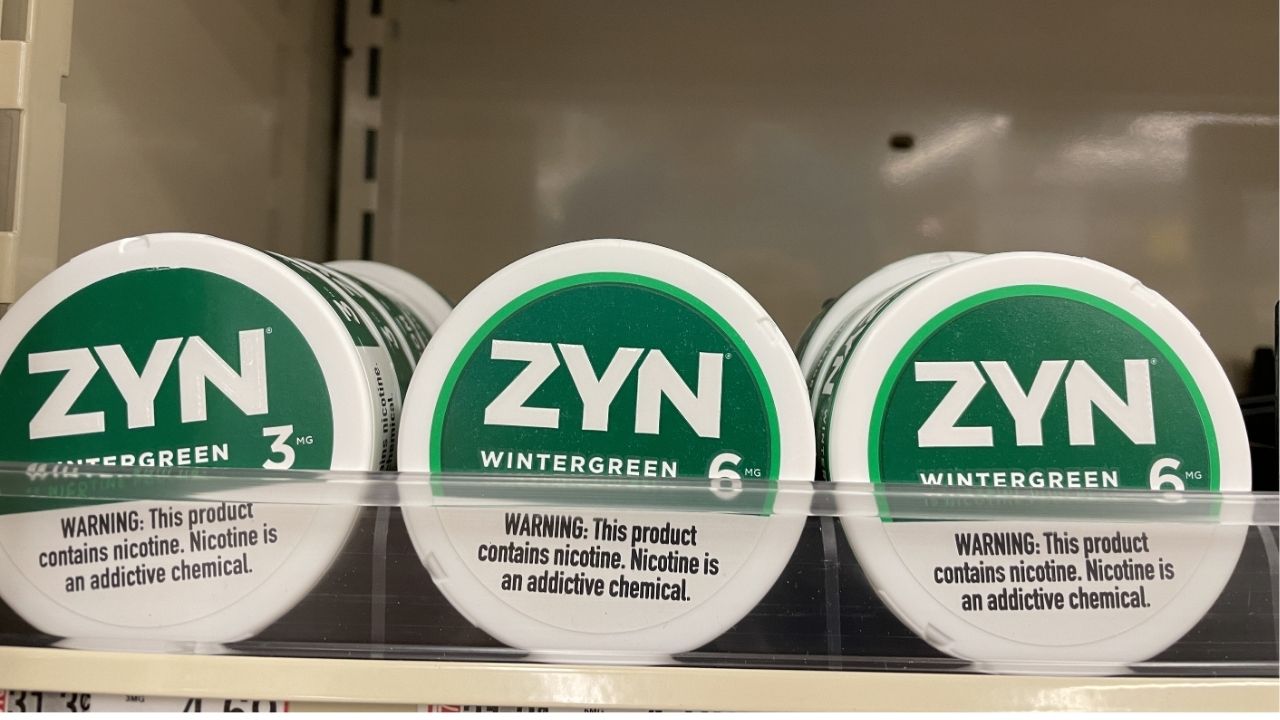 ZYN®
WINTERGREEN 3 MG
WARNING: This product
contains nicotine. Nicotine is
an addictive chemical.
ZYN®
WINTERGREEN 6 MG
WARNING: This product
contains nicotine. Nicotine is
an addictive chemical.
ZYN®
WINTERGREEN 6 MG
WARNING: This product
contains nicotine. Nicotine is
an addictive chemical.
nicotine
3MG